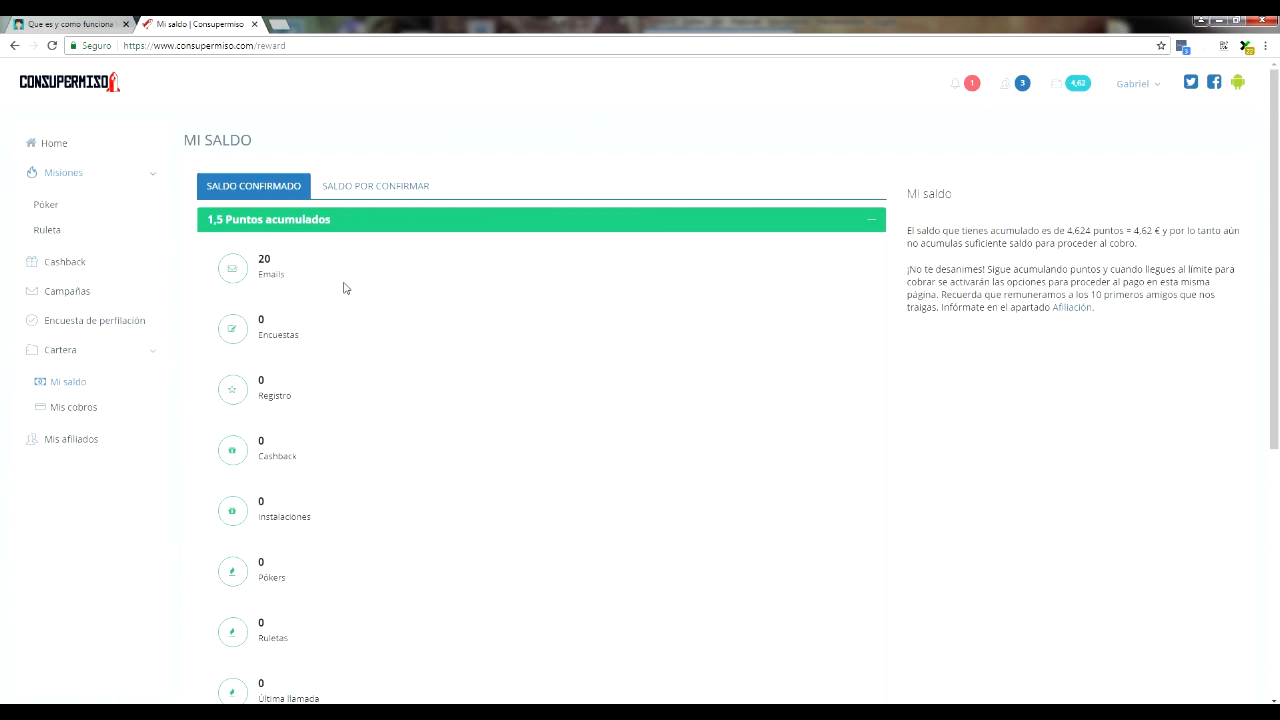 Que es y como funciona
Mi saldo | Consupermiso
Seguro
https://www.consupermiso.com/reward
CONSUPERMISO
1
3
4,62
Gabriel
Home
Misiones
Póker
Ruleta
Cashback
Campañas
Encuesta de perfilación
Cartera
Mi saldo
Mis cobros
Mis afiliados
MI SALDO
SALDO CONFIRMADO
SALDO POR CONFIRMAR
1,5 Puntos acumulados
20
Emails
0
Encuestas
0
Registro
0
Cashback
0
Instalaciones
0
Pókers
0
Ruletas
0
Última llamada
Mi saldo
El saldo que tienes acumulado es de 4,624 puntos = 4,62 € y por lo tanto aún
no acumulas suficiente saldo para proceder al cobro.
¡No te desanimes! Sigue acumulando puntos y cuando llegues al límite para
cobrar se activarán las opciones para proceder al pago en esta misma
página. Recuerda que remuneramos a los 10 primeros amigos que nos
traigas. Infórmate en el apartado Afiliación.